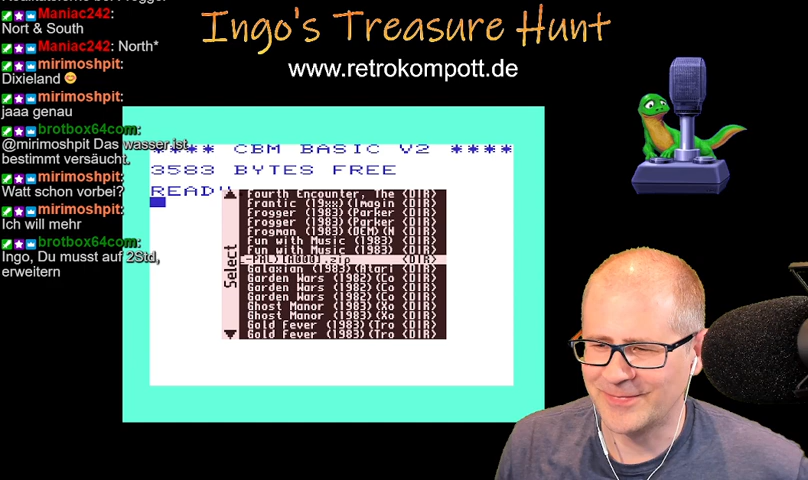 Maniac242:
Nort & South
Maniac242: North*
mirimoshpit:
Dixieland
mirimoshpit:
jaaa genau
brotbox64com:
@mirimoshpit Das wasser ist
bestimmt versäucht.
mirimoshpit:
Watt schon vorbei?
mirimoshpit:
Ich will mehr
brotbox64com:
Ingo, Du musst auf 2Std,
erweitern
Ingo's Treasure Hunt
www.retrokompott.de
**** CBM BASIC V2 ****
3583 BYTES FREE
READY.
Select
Fourth Encounter, The <DIR>
Frantic (19xx)(Imagin <DIR>
Frogger (1983)(Parker <DIR>
Frogger (1983)(Parker <DIR>
Frogman (1983)(OEM)(N <DIR>
Fun with Music (1983) <DIR>
Fun with Music (1983) <DIR>
E-PAL)[A000].zip <DIR>
Galaxian (1983)(Atari <DIR>
Garden Wars (1982)(Co <DIR>
Garden Wars (1982)(Co <DIR>
Garden Wars (1982)(Co <DIR>
Ghost Manor (1983)(Xo <DIR>
Ghost Manor (1983)(Xo <DIR>
Gold Fever (1983)(Tro <DIR>
Gold Fever (1983)(Tro <DIR>